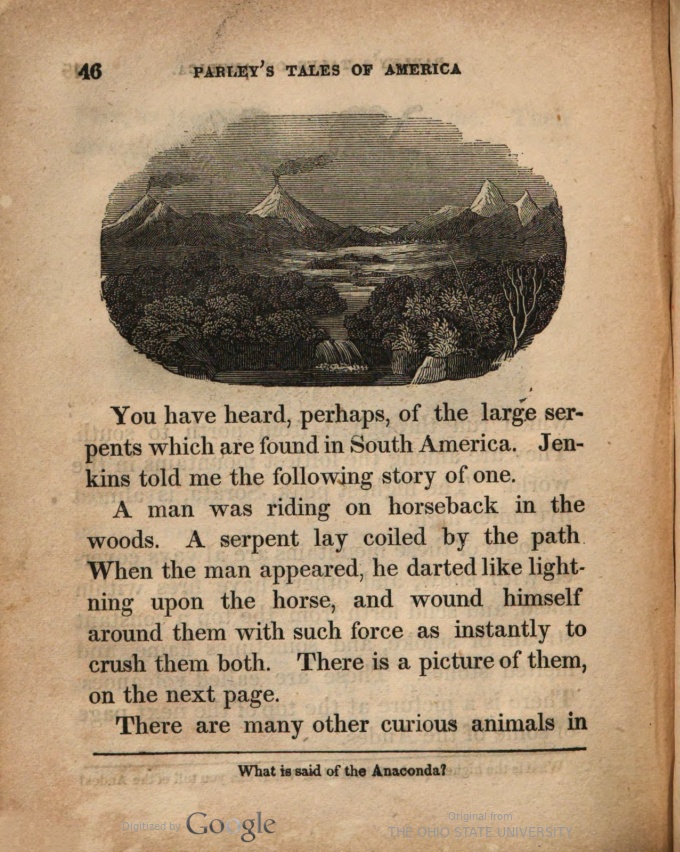 46 PARLEY'S TALES OF AMERICA
You have heard, perhaps, of the large ser-
pents which are found in South America. Jen-
kins told me the following story of one.
A man was riding on horseback in the
woods. A serpent lay coiled by the path.
When the man appeared, he darted like light-
ning upon the horse, and wound himself
around them with such force as instantly to
crush them both. There is a picture of them,
on the next page.
There are many other curious animals in
What is said of the Anaconda?
Digitized by Google
Original from
THE OHIO STATE UNIVERSITY